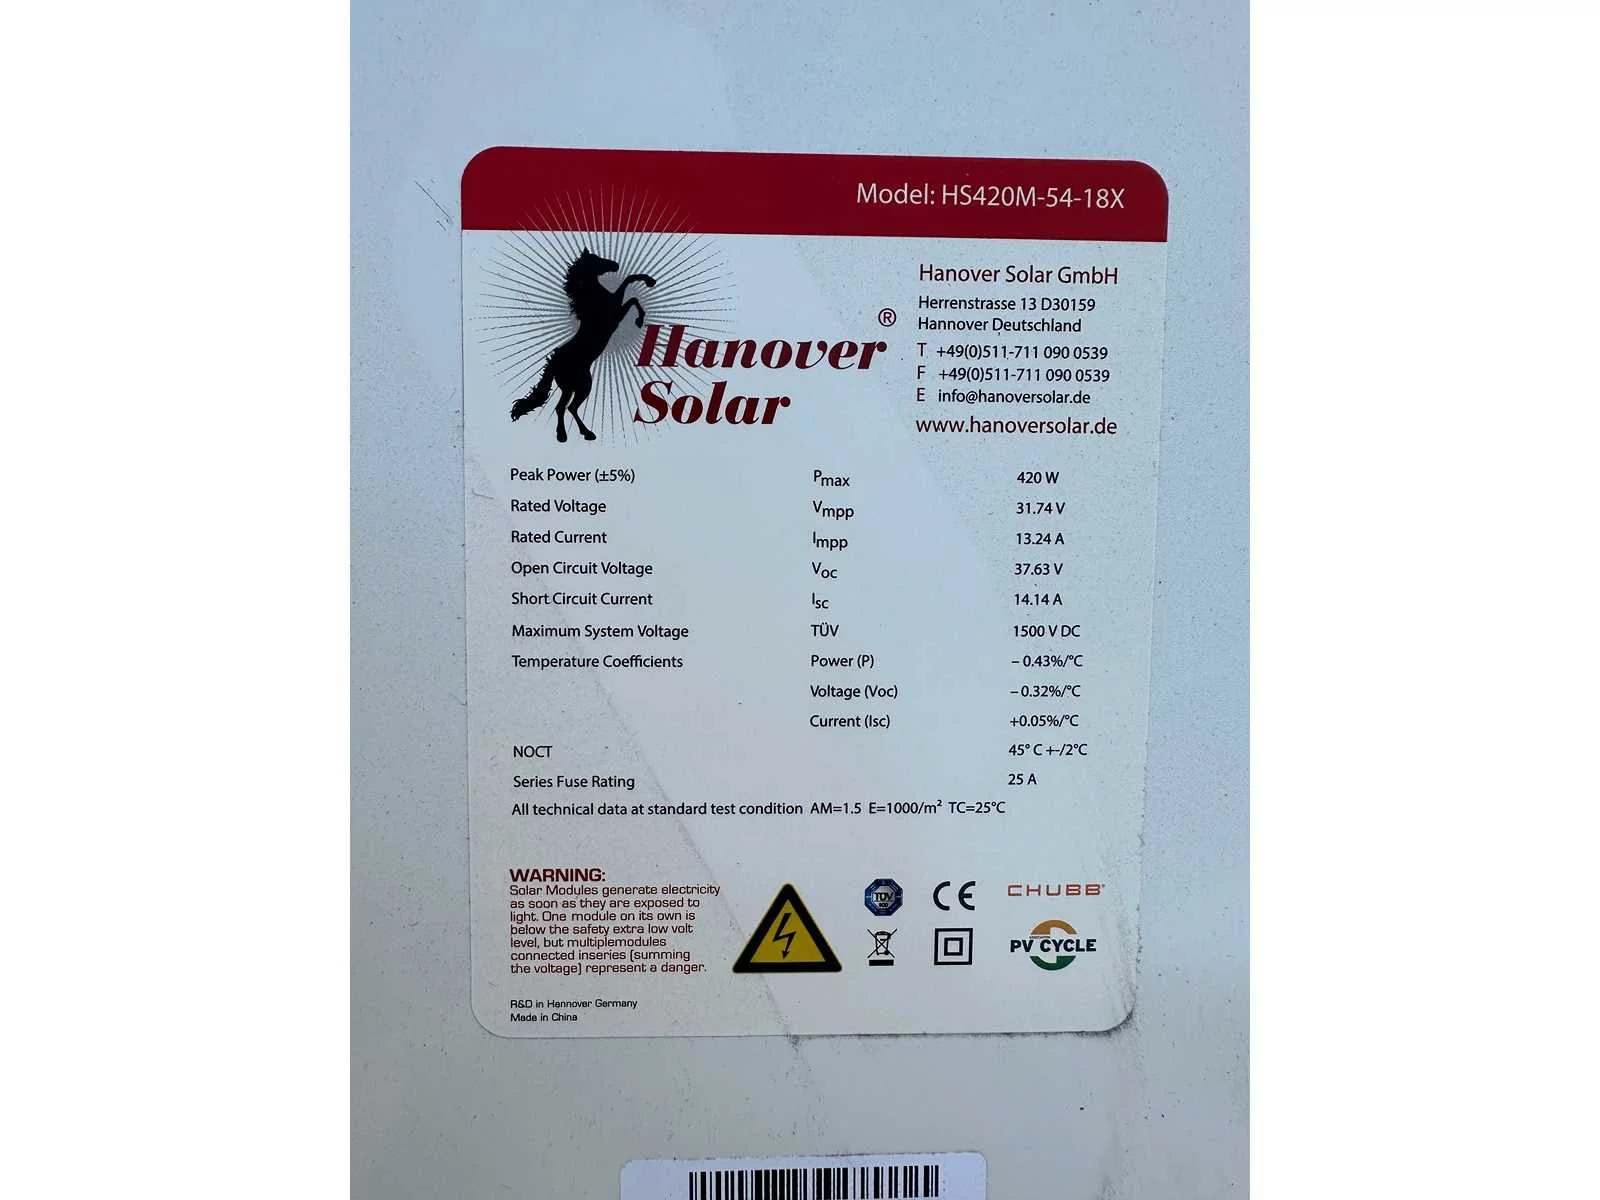 Model: HS420M-54-18X
Hanover Solar GmbH
Herrenstrasse 13 D30159
Hannover Deutschland
T +49(0)511-711 090 0539
F +49(0)511-711 090 0539
E info@hanoversolar.de
www.hanoversolar.de
Hanover ®
Solar
Peak Power (±5%) Pmax 420 W
Rated Voltage Vmpp 31.74 V
Rated Current Impp 13.24 A
Open Circuit Voltage Voc 37.63 V
Short Circuit Current Isc 14.14 A
Maximum System Voltage TÜV 1500 V DC
Temperature Coefficients Power (P) – 0.43%/°C
Voltage (Voc) – 0.32%/°C
Current (Isc) +0.05%/°C
NOCT 45° C +-/2°C
Series Fuse Rating 25 A
All technical data at standard test condition AM=1.5 E=1000/m² TC=25°C
WARNING:
Solar Modules generate electricity
as soon as they are exposed to
light. One module on its own is
below the safety extra low volt
level, but multiplemodules
connected inseries (summing
the voltage) represent a danger.
TÜV
CE
CHUBB
PV CYCLE
R&D in Hannover Germany
Made in China